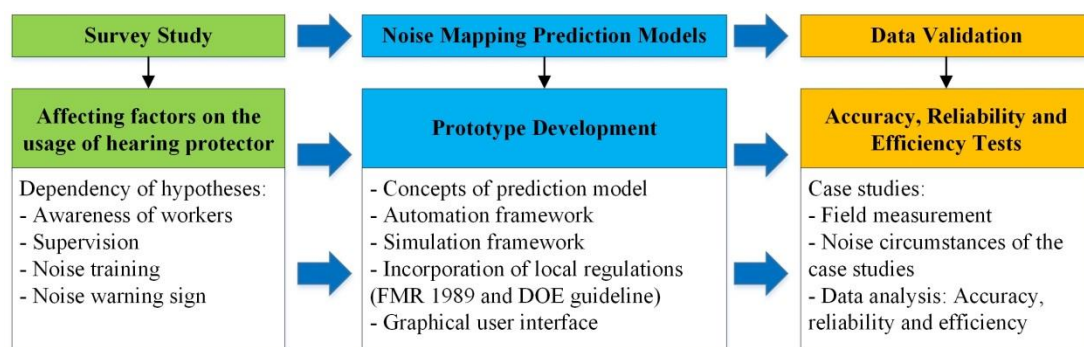 Survey Study
Noise Mapping Prediction Models
Data Validation
Affecting factors on the
usage of hearing protector
Dependency of hypotheses:
- Awareness of workers
- Supervision
- Noise training
- Noise warning sign
Prototype Development
- Concepts of prediction model
- Automation framework
- Simulation framework
- Incorporation of local regulations
(FMR 1989 and DOE guideline)
- Graphical user interface
Accuracy, Reliability and
Efficiency Tests
Case studies:
- Field measurement
- Noise circumstances of the
case studies
- Data analysis: Accuracy,
reliability and efficiency